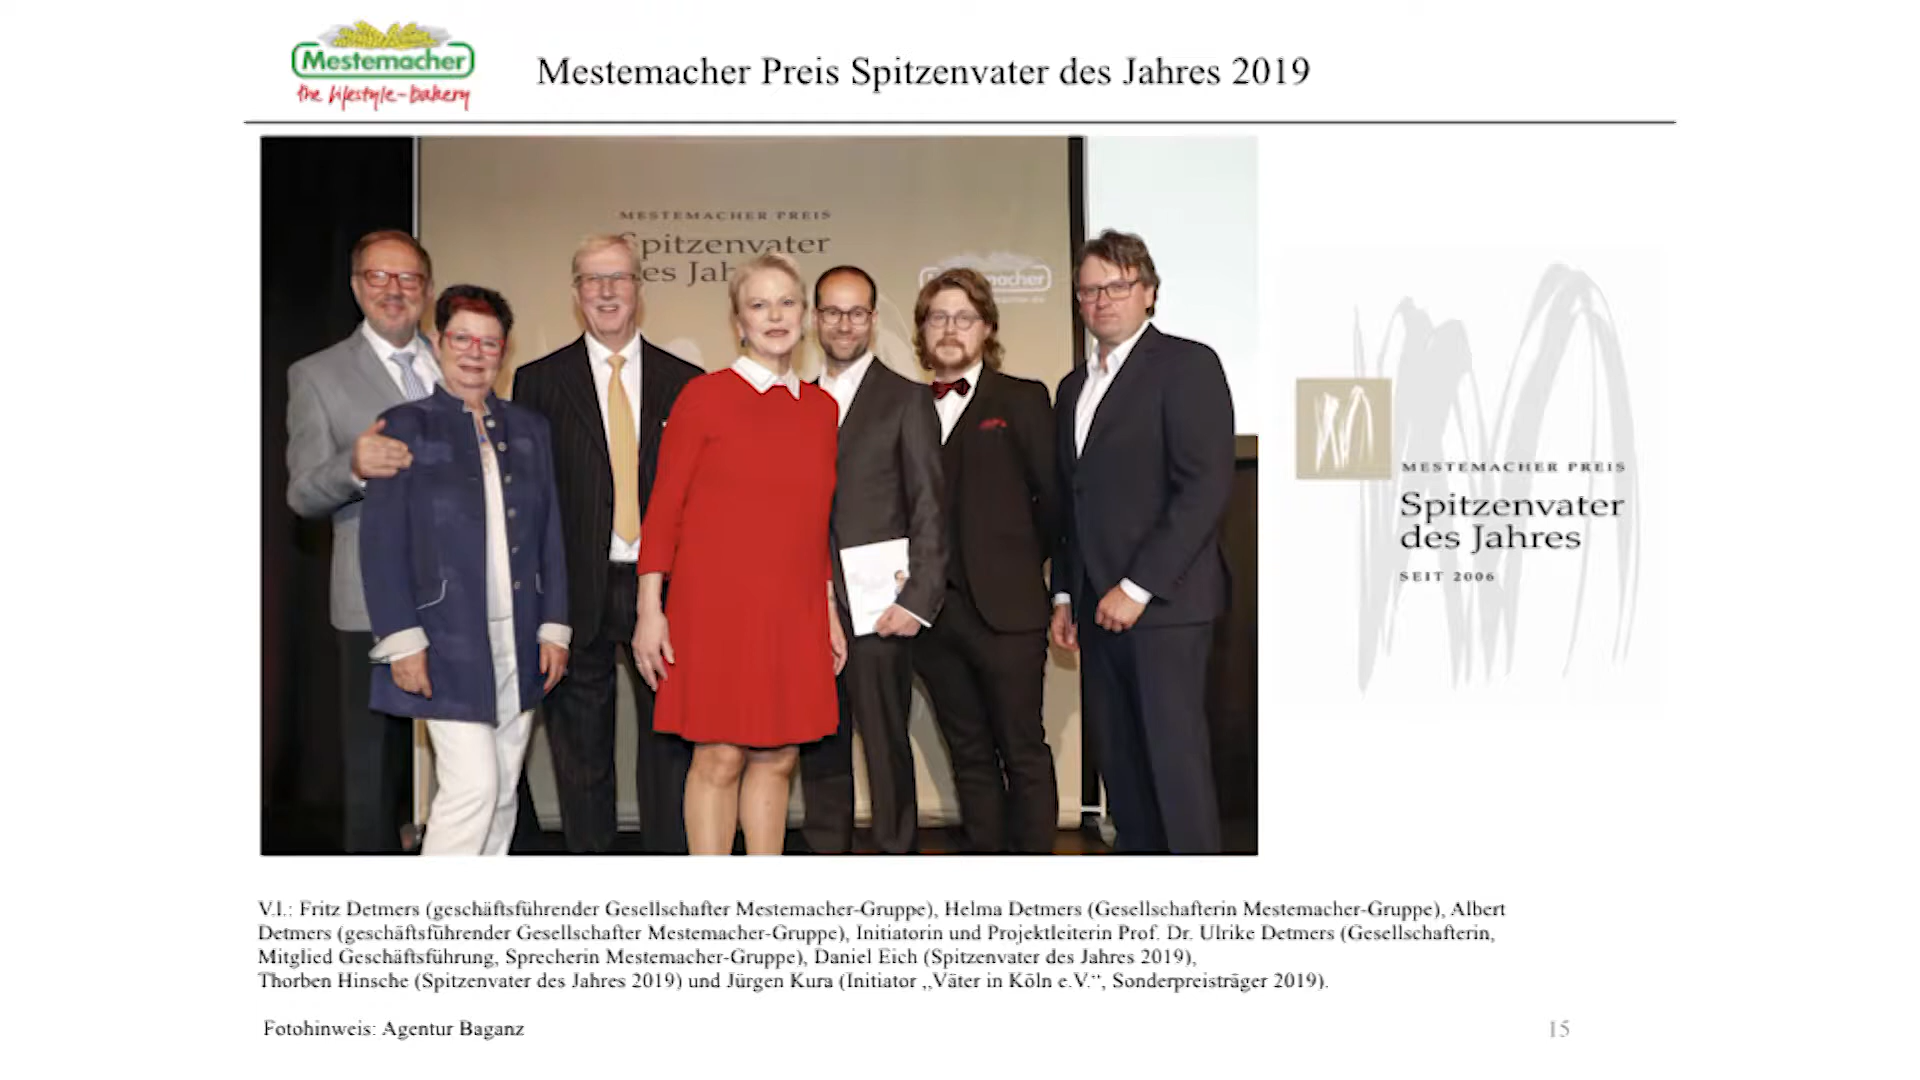 Mestemacher
the lifestyle-bakery
Mestemacher Preis Spitzenvater des Jahres 2019
MESTEMACHER PREIS
Spitzenvater
des Jah
macher
MESTEMACHER PREIS
Spitzenvater
des Jahres
SEIT 2006
V.l.: Fritz Detmers (geschäftsführender Gesellschafter Mestemacher-Gruppe), Helma Detmers (Gesellschafterin Mestemacher-Gruppe), Albert
Detmers (geschäftsführender Gesellschafter Mestemacher-Gruppe), Initiatorin und Projektleiterin Prof. Dr. Ulrike Detmers (Gesellschafterin,
Mitglied Geschäftsführung, Sprecherin Mestemacher-Gruppe), Daniel Eich (Spitzenvater des Jahres 2019),
Thorben Hinsche (Spitzenvater des Jahres 2019) und Jürgen Kura (Initiator „Väter in Köln e.V.“, Sonderpreisträger 2019).
Fotohinweis: Agentur Baganz
15